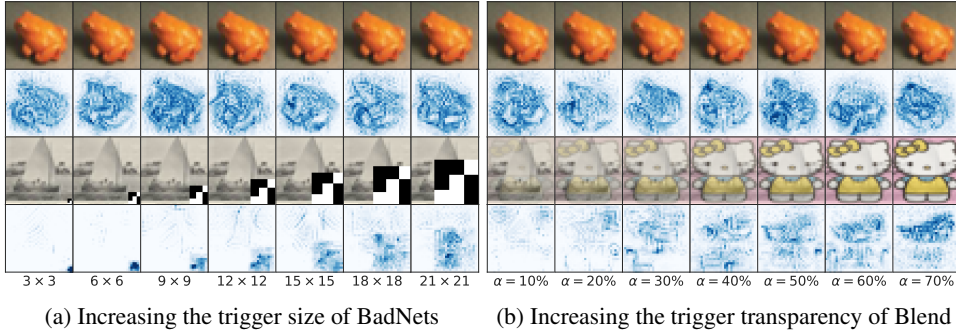 3 × 3 6 × 6 9 × 9 12 × 12 15 × 15 18 × 18 21 × 21 α = 10% α = 20% α = 30% α = 40% α = 50% α = 60% α = 70%
(a) Increasing the trigger size of BadNets (b) Increasing the trigger transparency of Blend